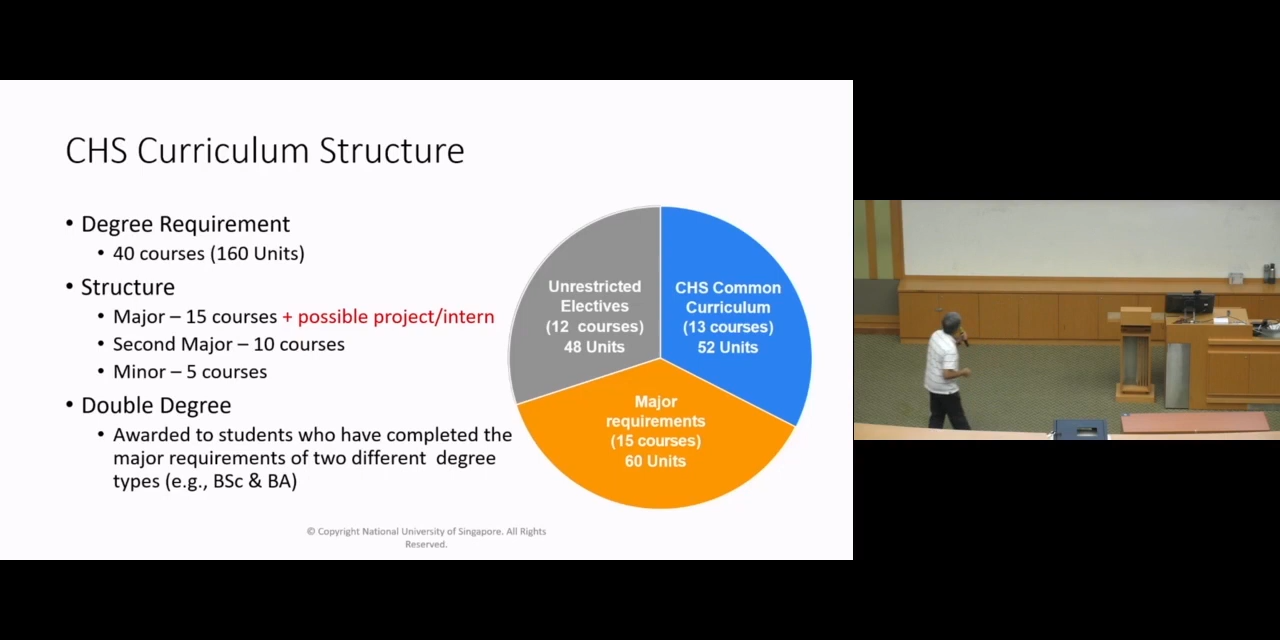 CHS Curriculum Structure
• Degree Requirement
• 40 courses (160 Units)
• Structure
• Major – 15 courses + possible project/intern
• Second Major – 10 courses
• Minor – 5 courses
• Double Degree
• Awarded to students who have completed the
major requirements of two different degree
types (e.g., BSc & BA)
Unrestricted
Electives
(12 courses)
48 Units
CHS Common
Curriculum
(13 courses)
52 Units
Major
requirements
(15 courses)
60 Units
© Copyright National University of Singapore. All Rights
Reserved.